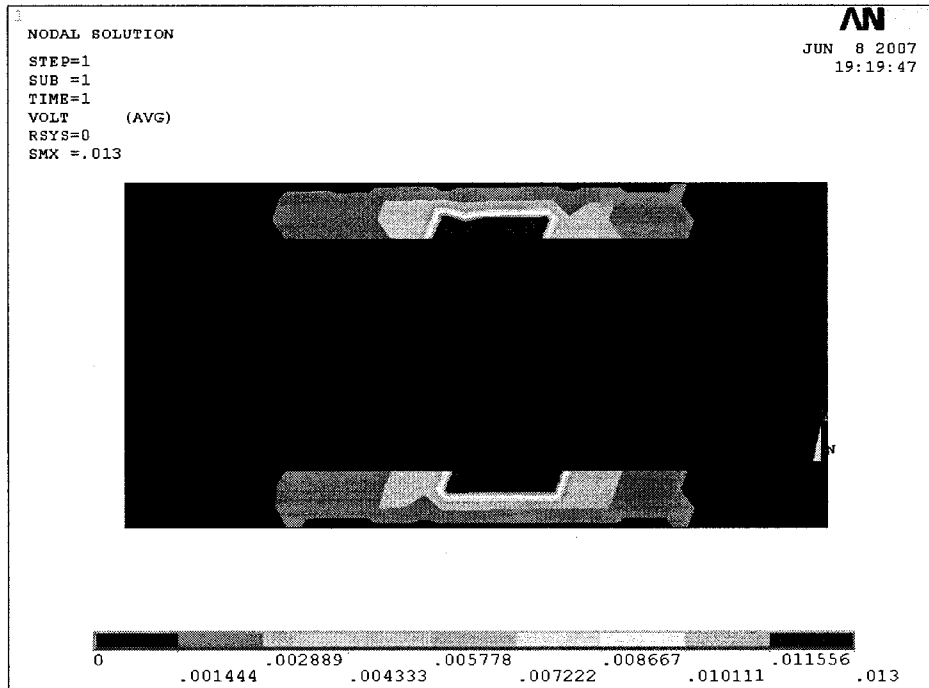 1
NODAL SOLUTION
STEP=1
SUB =1
TIME=1
VOLT (AVG)
RSYS=0
SMX =.013
AN
JUN 8 2007
19:19:47
N
0 .002889 .005778 .008667 .011556
.001444 .004333 .007222 .010111 .013